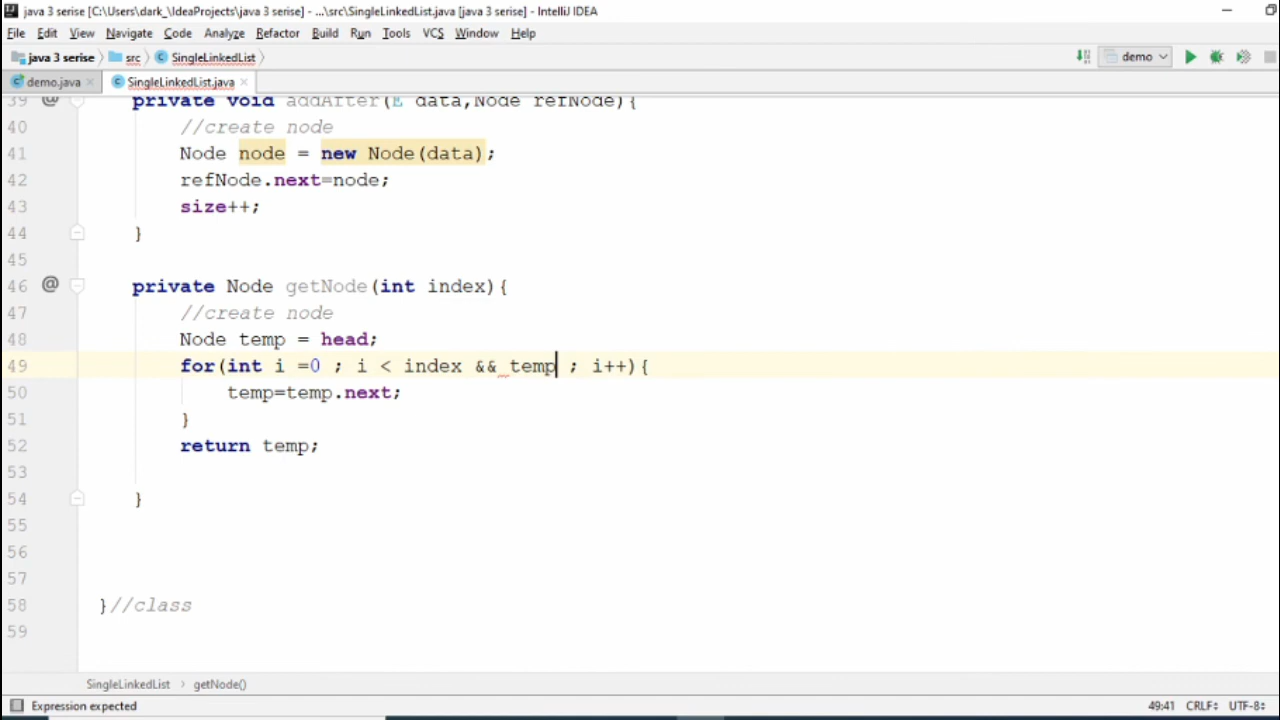 java 3 serise [C:\Users\dark_\IdeaProjects\java 3 serise] - ...\src\SingleLinkedList.java [java 3 serise] - IntelliJ IDEA
File Edit View Navigate Code Analyze Refactor Build Run Tools VCS Window Help
java 3 serise src SingleLinkedList demo
demo.java SingleLinkedList.java
39 @ private void addAfter(E data,Node refNode){
40 //create node
41 Node node = new Node(data);
42 refNode.next=node;
43 size++;
44 }
45
46 @ private Node getNode(int index){
47 //create node
48 Node temp = head;
49 for(int i =0 ; i < index && temp ; i++){
50 temp=temp.next;
51 }
52 return temp;
53
54 }
55
56
57
58 }//class
59
SingleLinkedList › getNode()
Expression expected 49:41 CRLF UTF-8